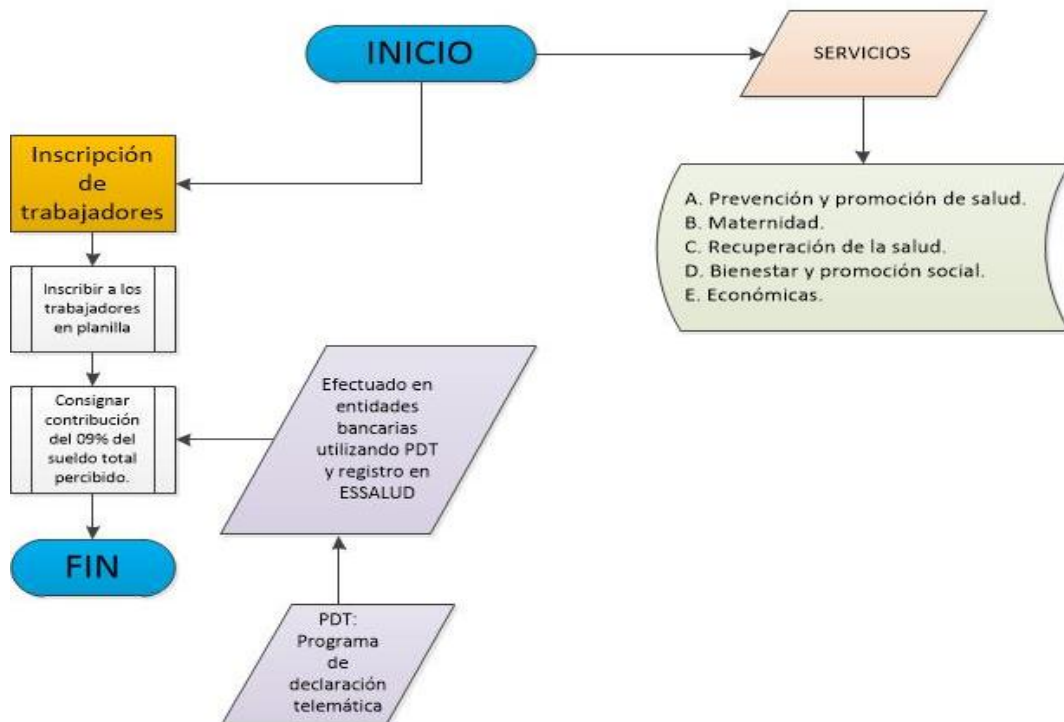 INICIO
SERVICIOS
Inscripción
de
trabajadores
A. Prevención y promoción de salud.
B. Maternidad.
C. Recuperación de la salud.
D. Bienestar y promoción social.
E. Económicas.
Inscribir a los
trabajadores
en planilla
Consignar
contribución
del 09% del
sueldo total
percibido.
Efectuado en
entidades
bancarias
utilizando PDT
y registro en
ESSALUD
FIN
PDT:
Programa
de
declaración
telemática